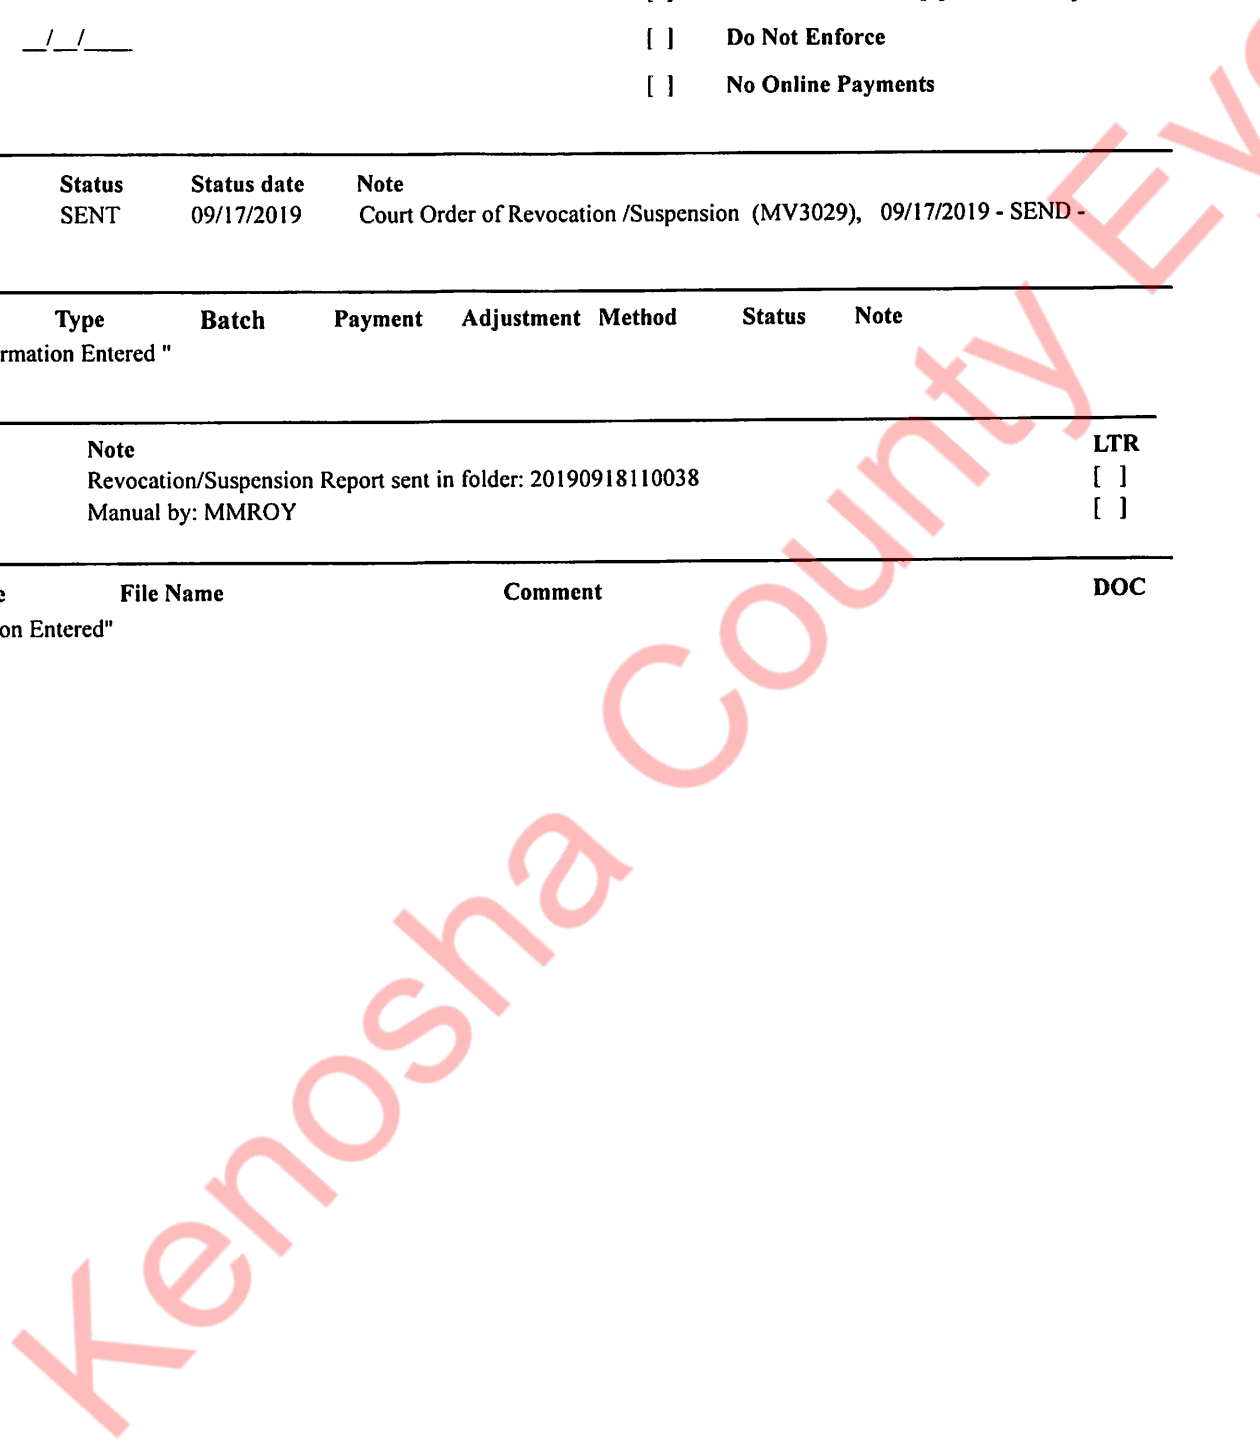 __/__/____ [ ] Do Not Enforce
[ ] No Online Payments
Status Status date Note
SENT 09/17/2019 Court Order of Revocation /Suspension (MV3029), 09/17/2019 - SEND -
Type Batch Payment Adjustment Method Status Note
rmation Entered "
Note LTR
Revocation/Suspension Report sent in folder: 20190918110038 [ ]
Manual by: MMROY [ ]
e File Name Comment DOC
on Entered"
Kenosha County Eve